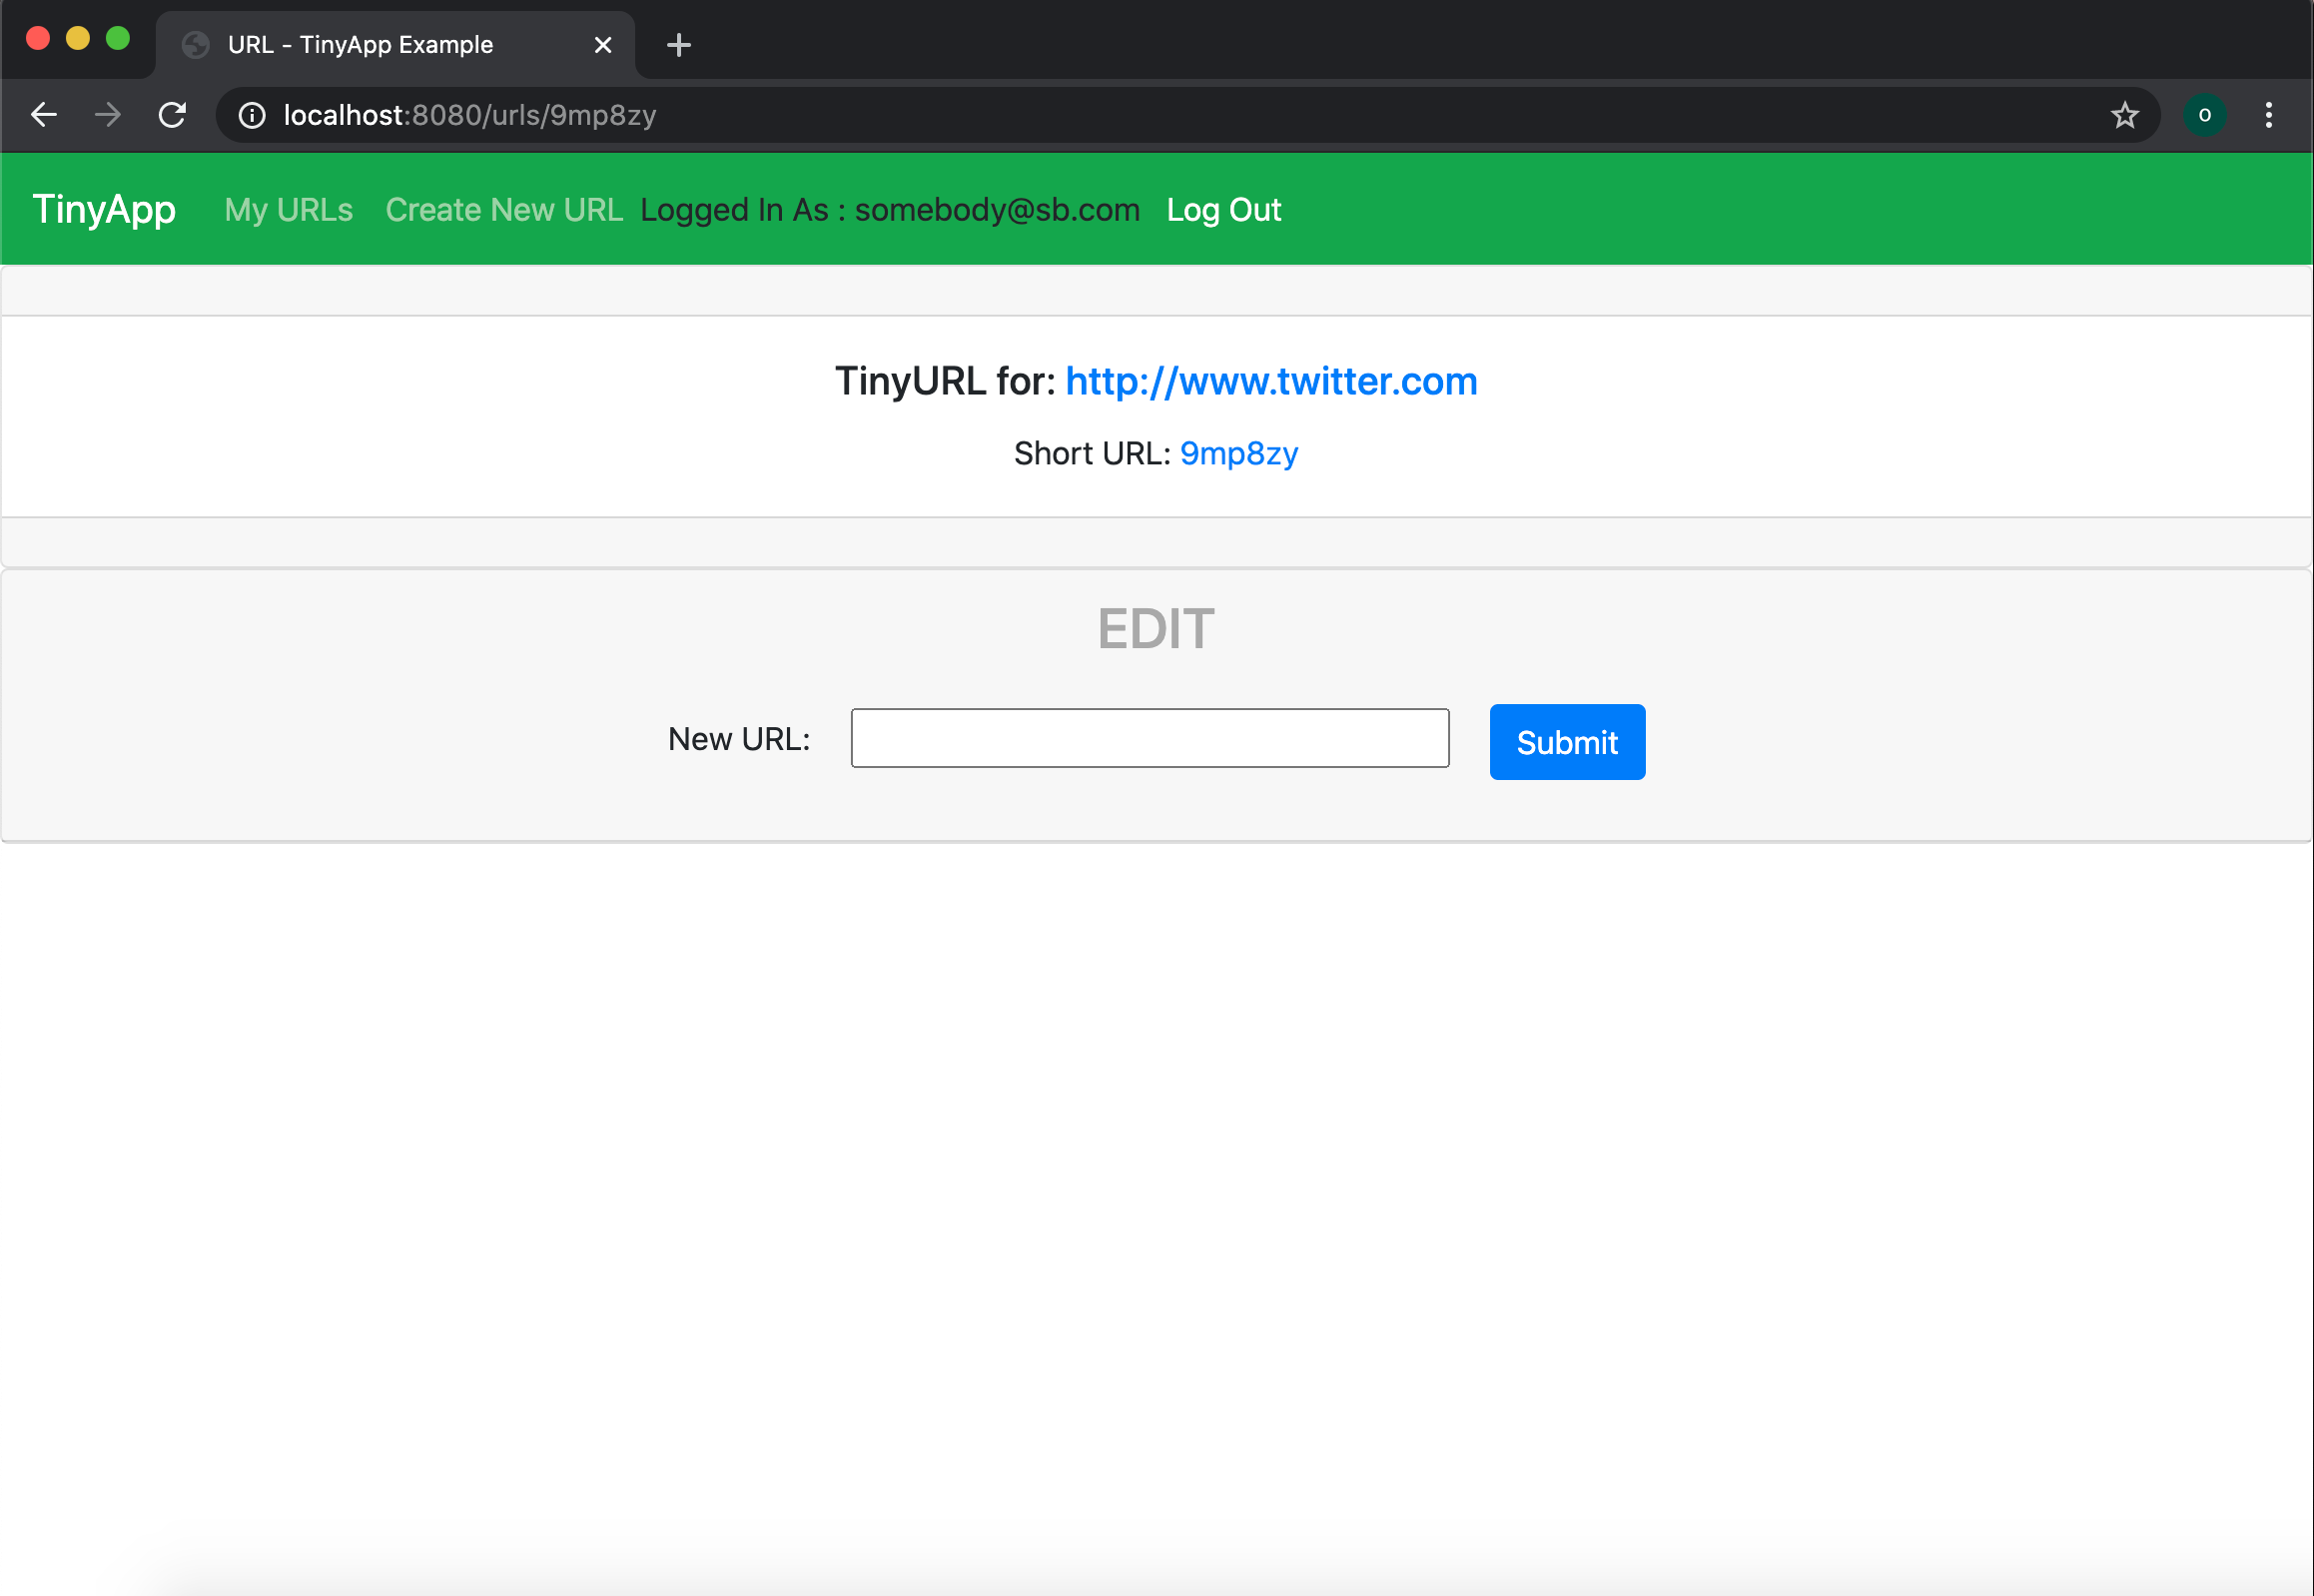 URL - TinyApp Example
localhost:8080/urls/9mp8zy
o
TinyApp My URLs Create New URL Logged In As : somebody@sb.com Log Out
TinyURL for: http://www.twitter.com
Short URL: 9mp8zy
EDIT
New URL: Submit